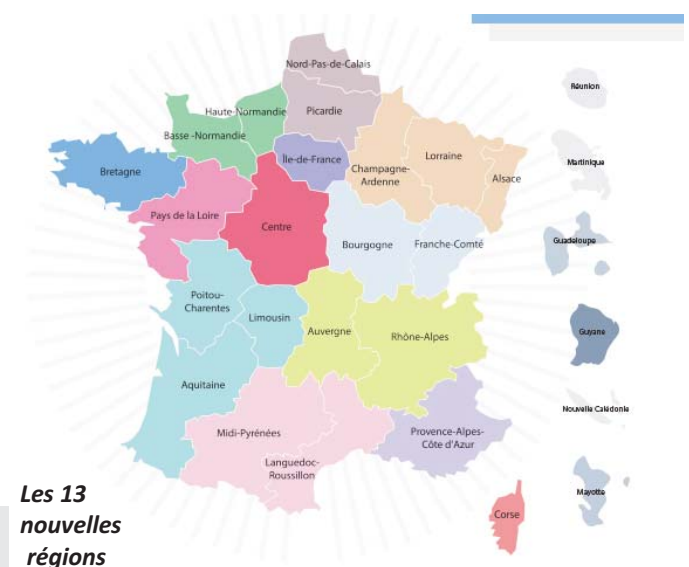 Nord-Pas-de-Calais
Réunion
Haute-Normandie
Picardie
Basse -Normandie
Île-de-France
Lorraine
Martinique
Bretagne
Champagne-
Ardenne
Alsace
Pays de la Loire
Centre
Bourgogne
Franche-Comté
Guadeloupe
Poitou-
Charentes
Limousin
Auvergne
Rhône-Alpes
Guyane
Aquitaine
Nouvelle Calédonie
Midi-Pyrénées
Provence-Alpes-
Côte d'Azur
Languedoc-
Roussillon
Mayotte
Corse
Les 13
nouvelles
régions